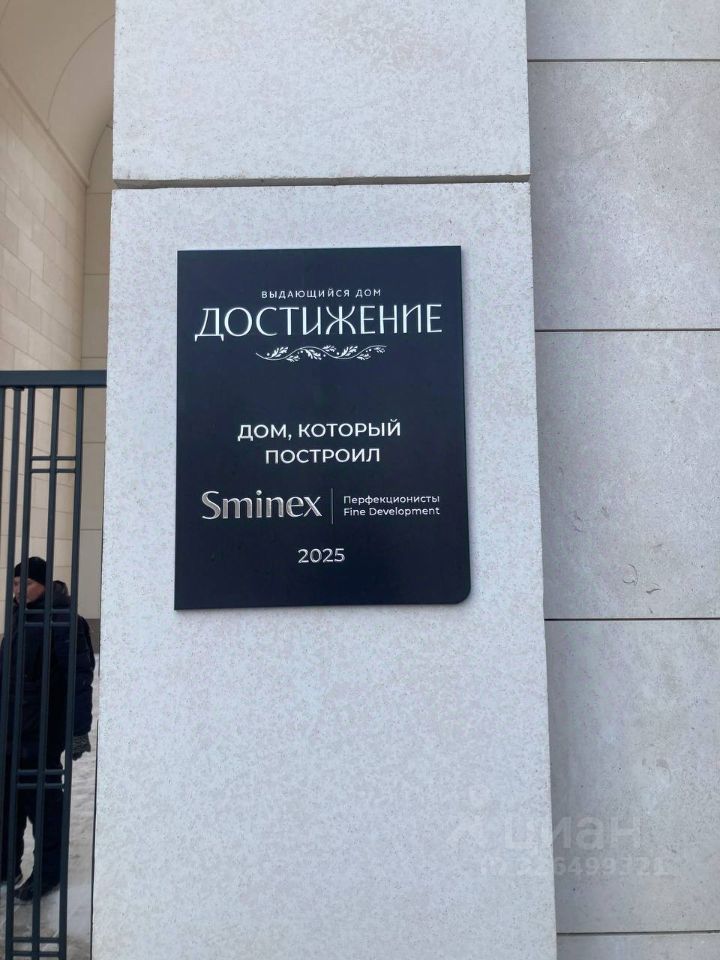 ВЫДАЮЩИЙСЯ ДОМ
ДОСТИЖЕНИЕ
ДОМ, КОТОРЫЙ
ПОСТРОИЛ
Sminex
Перфекционисты
Fine Development
2025
циан